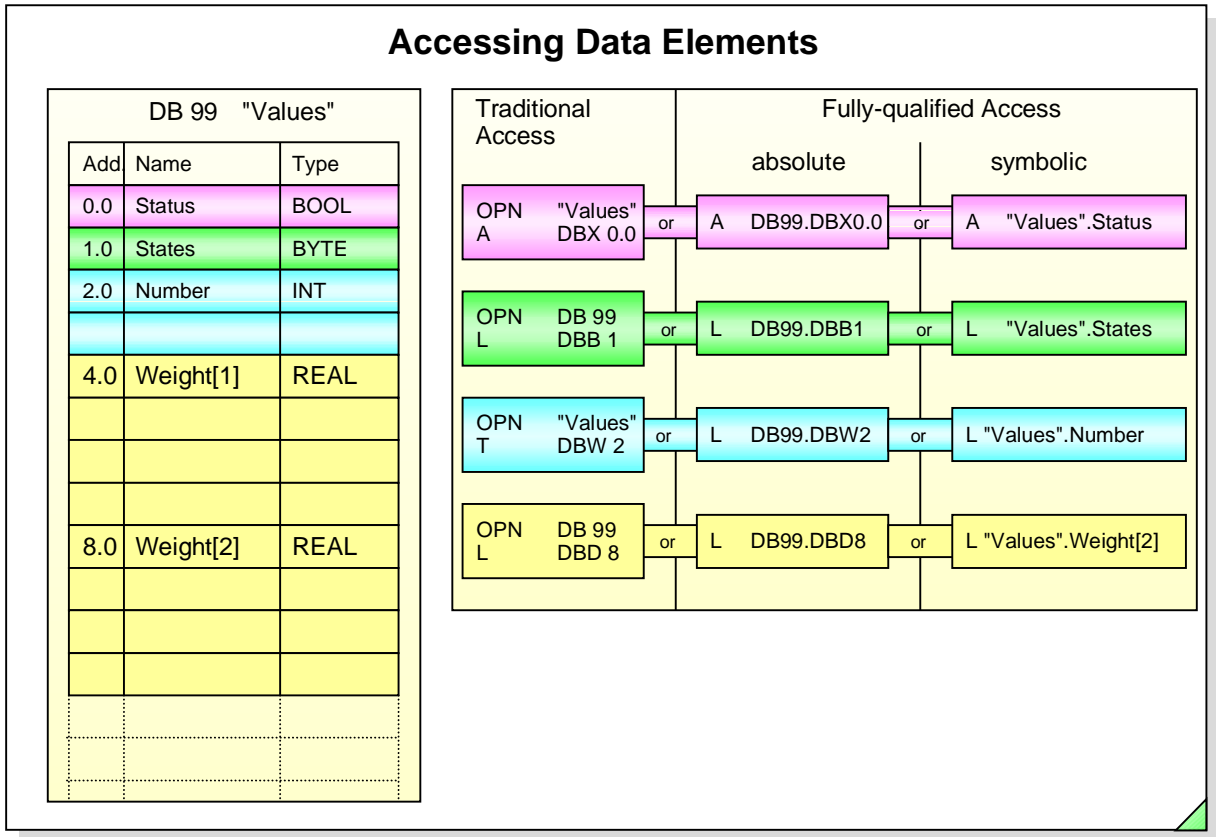 Accessing Data Elements
DB 99 "Values"
Add. Name Type
0.0 Status BOOL
1.0 States BYTE
2.0 Number INT
4.0 Weight[1] REAL
8.0 Weight[2] REAL
Traditional
Access
Fully-qualified Access
absolute symbolic
OPN "Values"
A DBX 0.0
or
A DB99.DBX0.0
or
A "Values".Status
OPN DB 99
L DBB 1
or
L DB99.DBB1
or
L "Values".States
OPN "Values"
T DBW 2
or
L DB99.DBW2
or
L "Values".Number
OPN DB 99
L DBD 8
or
L DB99.DBD8
or
L "Values".Weight[2]